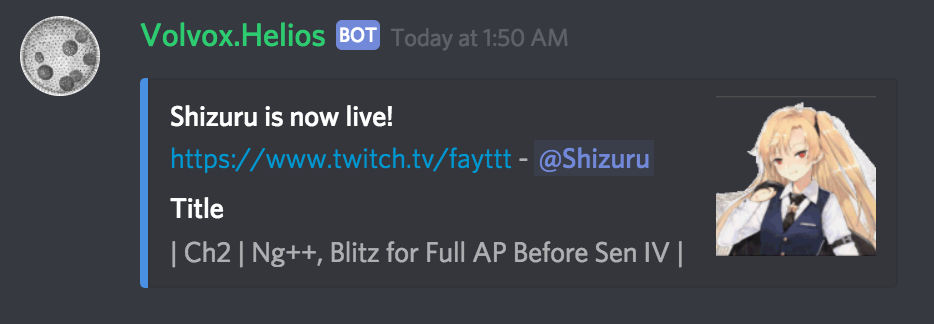 Volvox.Helios BOT Today at 1:50 AM
Shizuru is now live!
https://www.twitch.tv/fayttt - @Shizuru
Title
| Ch2 | Ng++, Blitz for Full AP Before Sen IV |